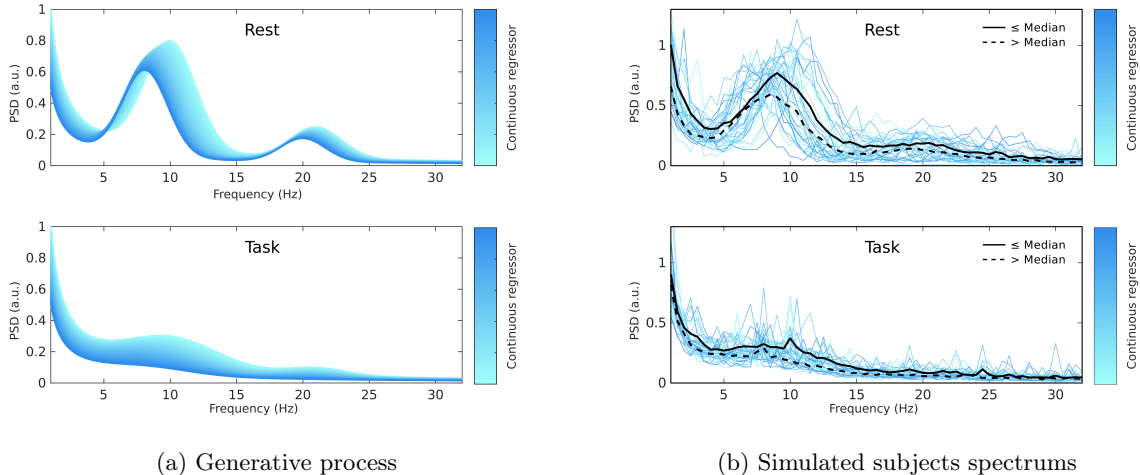 Rest
PSD (a.u.)
1
0.8
0.6
0.4
0.2
0
5 10 15 20 25 30
Frequency (Hz)
Continuous regressor
Task
PSD (a.u.)
1
0.8
0.6
0.4
0.2
0
5 10 15 20 25 30
Frequency (Hz)
Continuous regressor
(a) Generative process
Rest
≤ Median
> Median
PSD (a.u.)
1
0.5
0
5 10 15 20 25 30
Frequency (Hz)
Continuous regressor
Task
≤ Median
> Median
PSD (a.u.)
1
0.5
0
5 10 15 20 25 30
Frequency (Hz)
Continuous regressor
(b) Simulated subjects spectrums